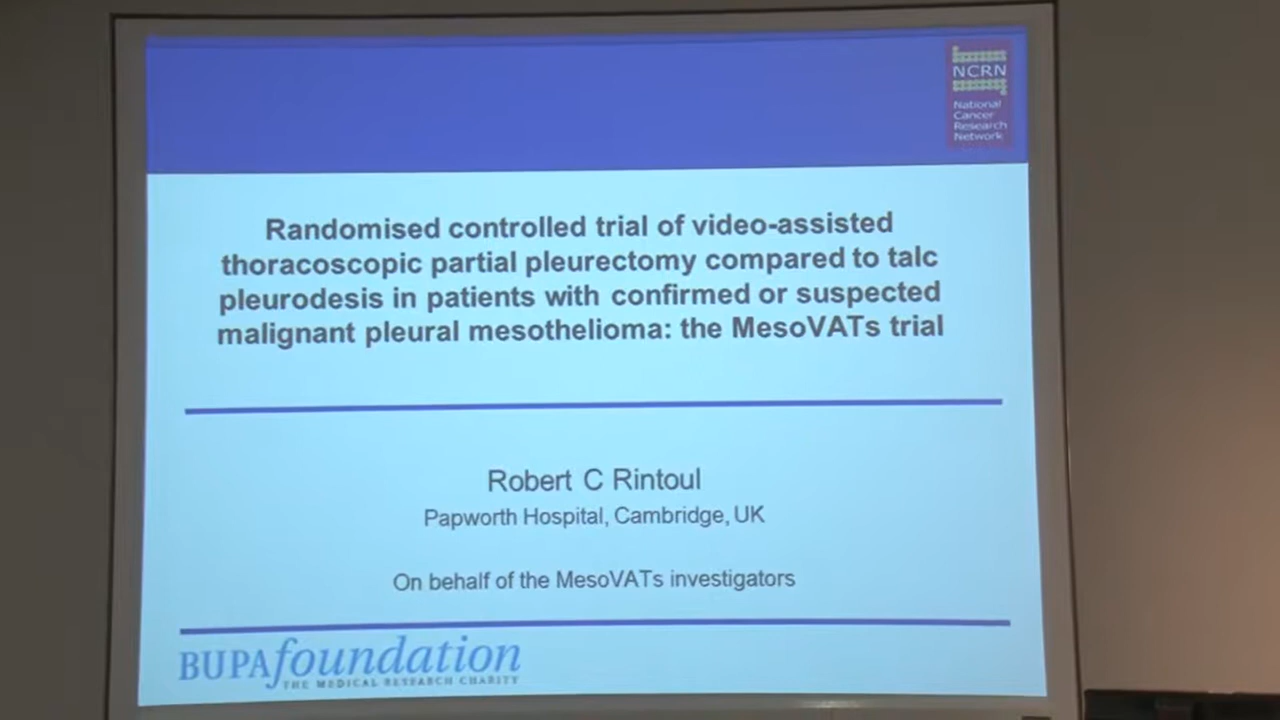 NCRN
National
Cancer
Research
Network
Randomised controlled trial of video-assisted
thoracoscopic partial pleurectomy compared to talc
pleurodesis in patients with confirmed or suspected
malignant pleural mesothelioma: the MesoVATs trial
Robert C Rintoul
Papworth Hospital, Cambridge, UK
On behalf of the MesoVATs investigators
BUPAfoundation
THE MEDICAL RESEARCH CHARITY